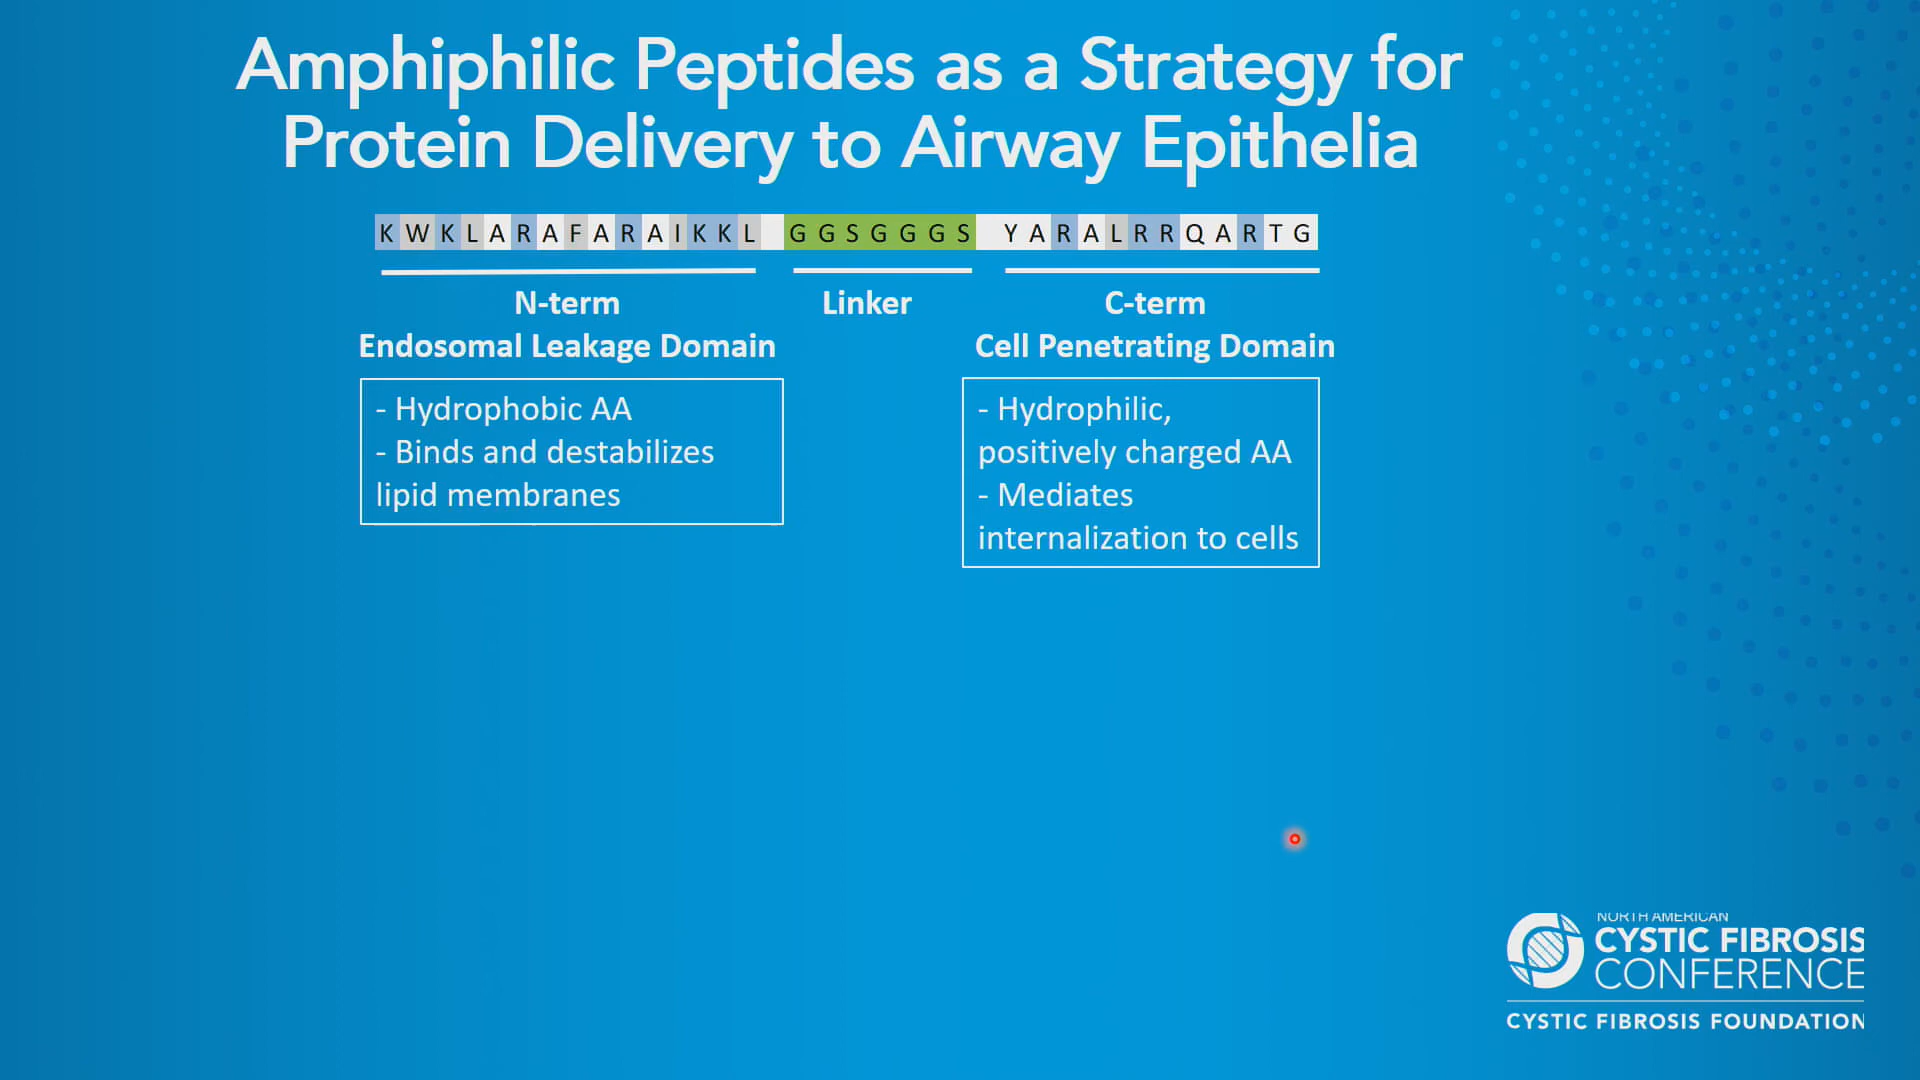 Amphiphilic Peptides as a Strategy for
Protein Delivery to Airway Epithelia
K W K L A R A F A R A I K K L G G S G G G S Y A R A L R R Q A R T G
N-term
Endosomal Leakage Domain
- Hydrophobic AA
- Binds and destabilizes
lipid membranes
Linker
C-term
Cell Penetrating Domain
- Hydrophilic,
positively charged AA
- Mediates
internalization to cells
NORTH AMERICAN
CYSTIC FIBROSIS
CONFERENCE
CYSTIC FIBROSIS FOUNDATION